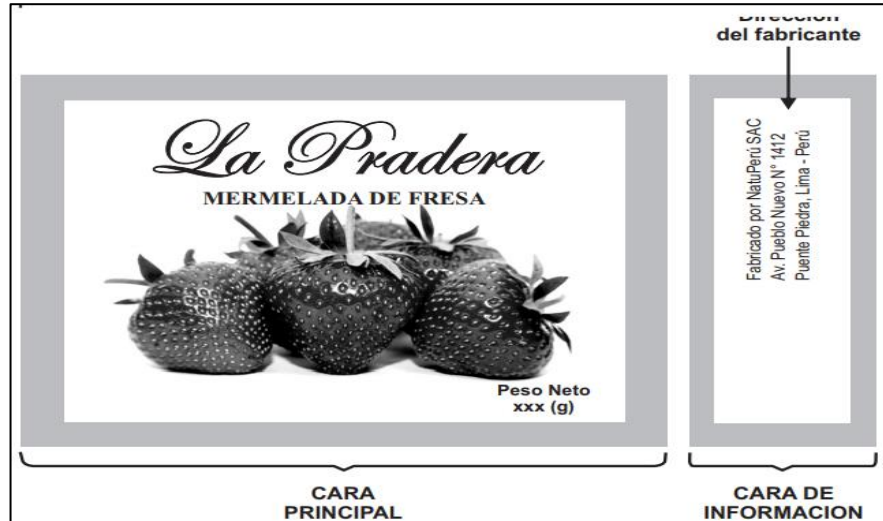 Dirección
del fabricante
La Pradera
MERMELADA DE FRESA
Peso Neto
xxx (g)
Fabricado por NatuPerú SAC
Av. Pueblo Nuevo N° 1412
Puente Piedra, Lima - Perú
CARA
PRINCIPAL
CARA DE
INFORMACION